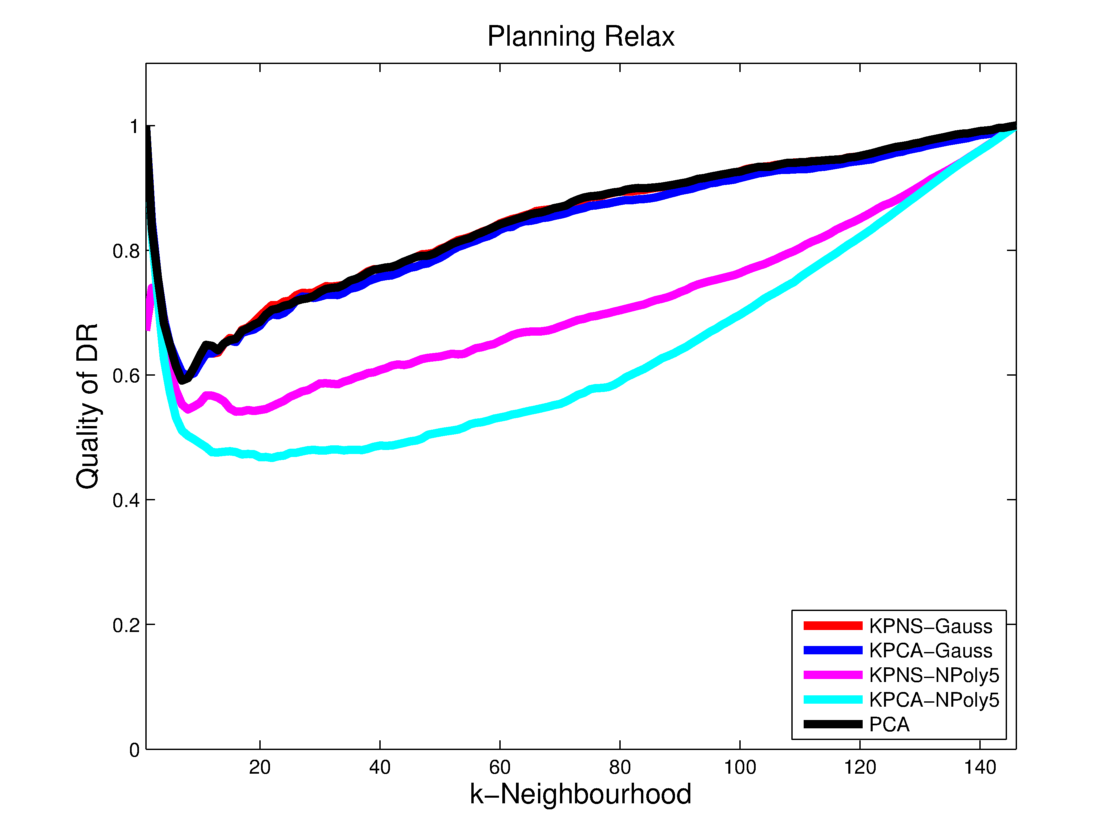 Planning Relax
Quality of DR
1
0.8
0.6
0.4
0.2
0
20 40 60 80 100 120 140
k−Neighbourhood
KPNS−Gauss
KPCA−Gauss
KPNS−NPoly5
KPCA−NPoly5
PCA